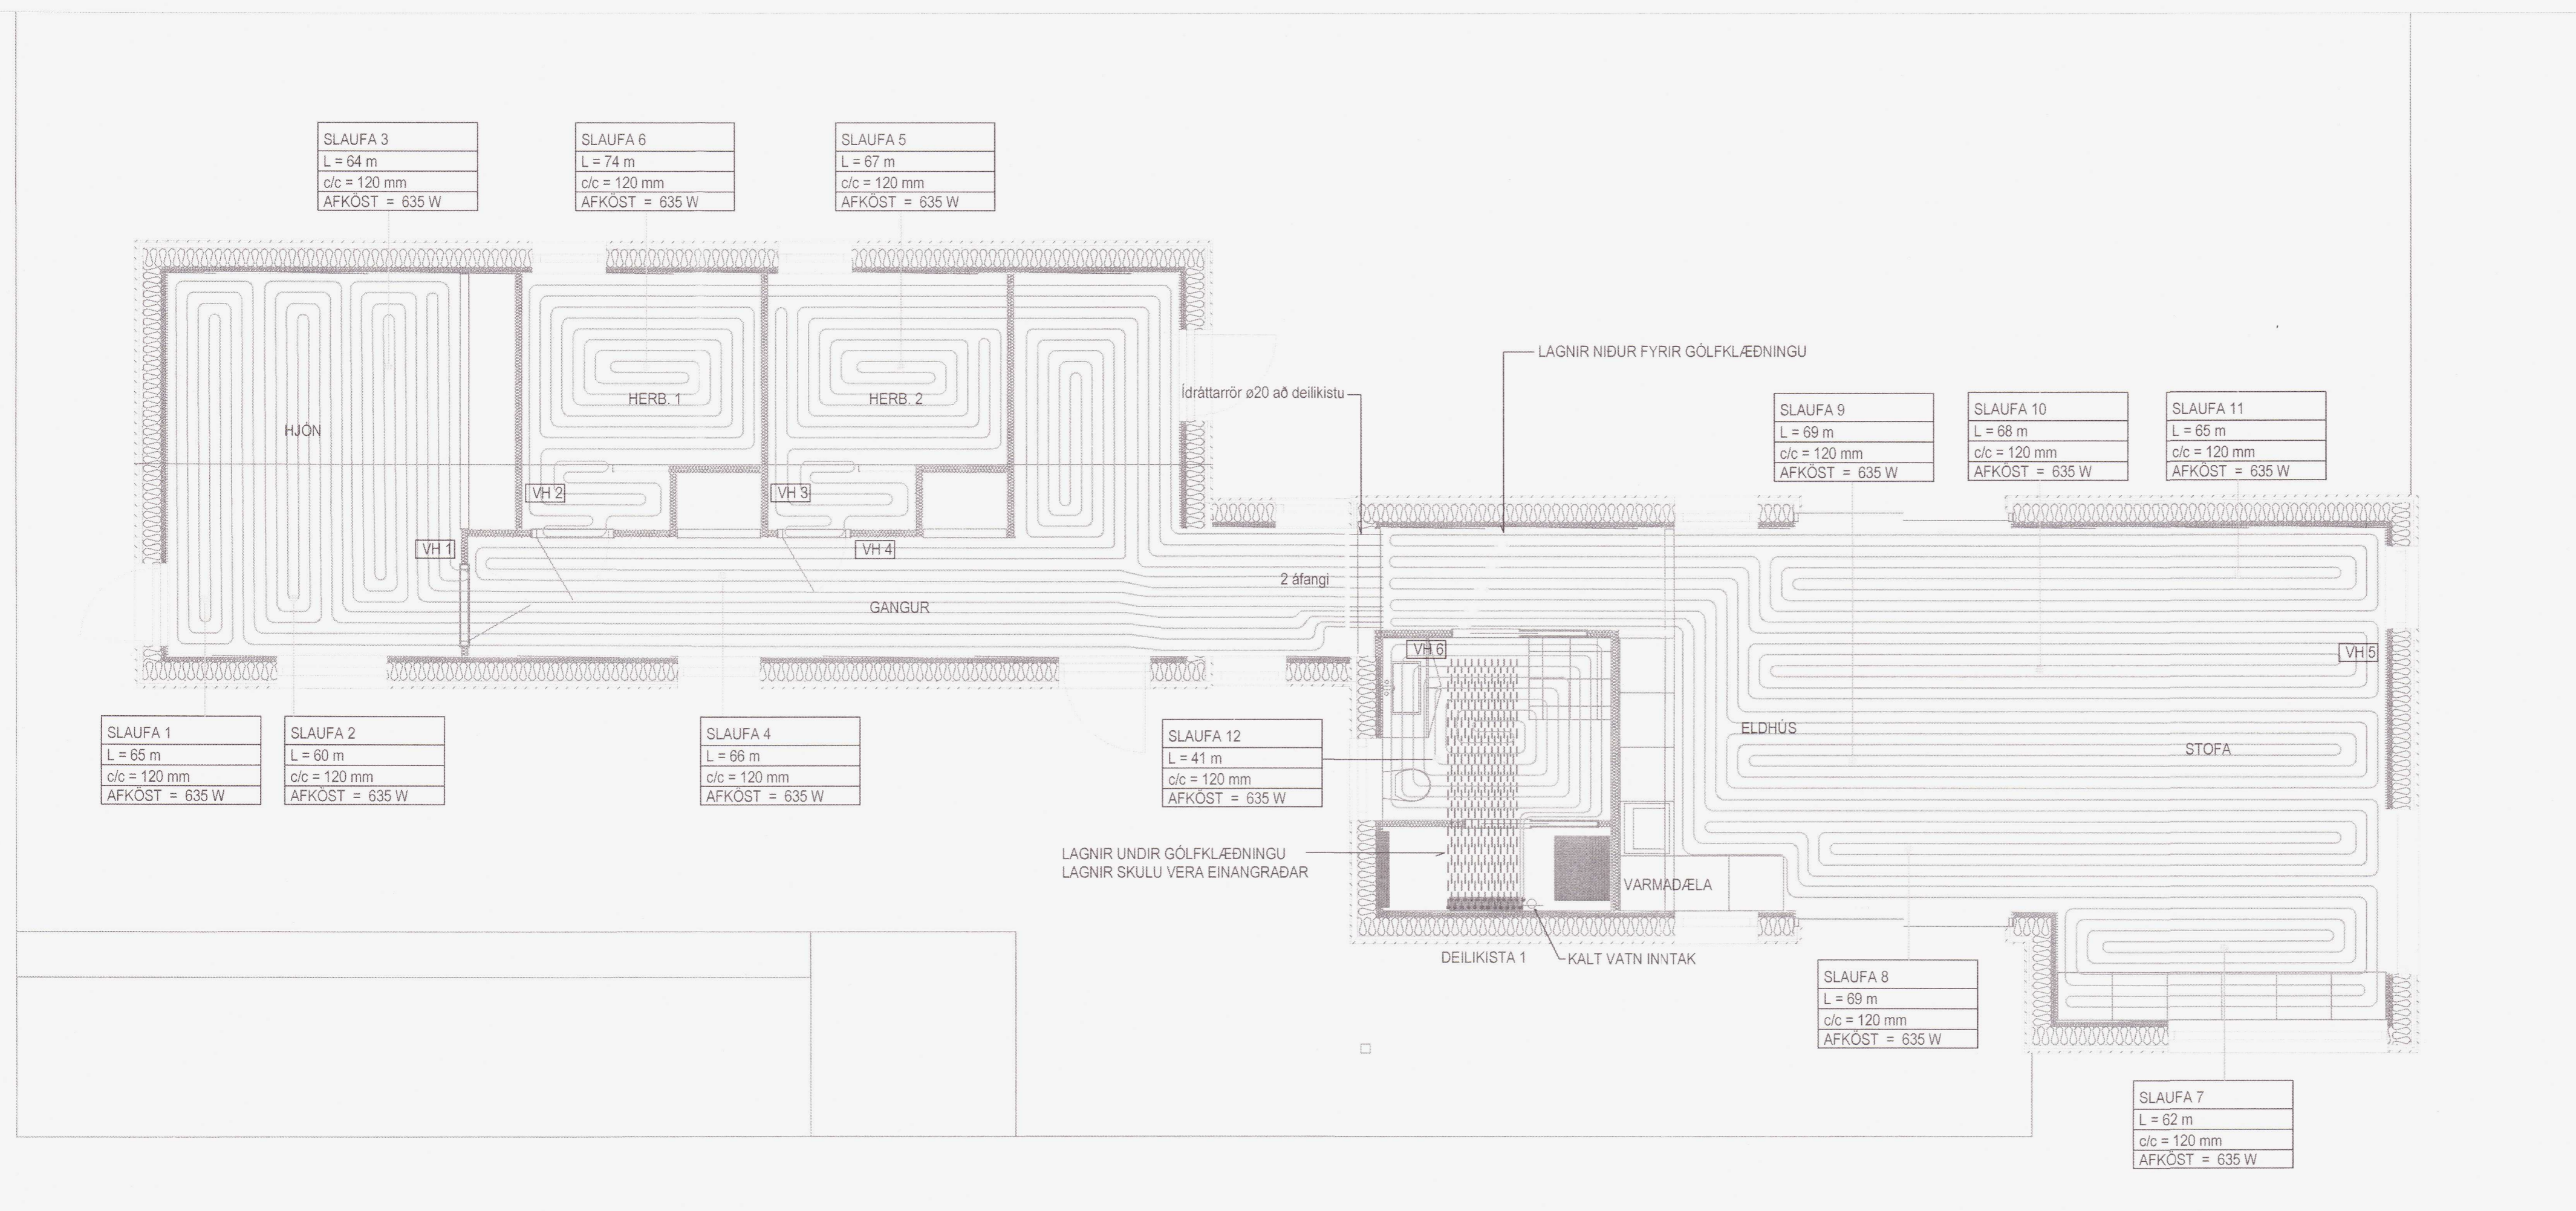 SLAUFA 3
L = 64 m
c/c = 120 mm
AFKÖST = 635 W
SLAUFA 6
L = 74 m
c/c = 120 mm
AFKÖST = 635 W
SLAUFA 5
L = 67 m
c/c = 120 mm
AFKÖST = 635 W
LAGNIR NIÐUR FYRIR GÓLFKLÆÐNINGU
Ídráttarrör ø20 að deilikistu
HERB. 1
HERB. 2
HJÓN
SLAUFA 9
L = 69 m
c/c = 120 mm
AFKÖST = 635 W
SLAUFA 10
L = 68 m
c/c = 120 mm
AFKÖST = 635 W
SLAUFA 11
L = 65 m
c/c = 120 mm
AFKÖST = 635 W
VH 2
VH 3
VH 1
VH 4
2 áfangi
GANGUR
VH 6
VH 5
ELDHÚS
STOFA
SLAUFA 1
L = 65 m
c/c = 120 mm
AFKÖST = 635 W
SLAUFA 2
L = 60 m
c/c = 120 mm
AFKÖST = 635 W
SLAUFA 4
L = 66 m
c/c = 120 mm
AFKÖST = 635 W
SLAUFA 12
L = 41 m
c/c = 120 mm
AFKÖST = 635 W
LAGNIR UNDIR GÓLFKLÆÐNINGU
LAGNIR SKULU VERA EINANGRAÐAR
VARMADÆLA
DEILIKISTA 1
KALT VATN INNTAK
SLAUFA 8
L = 69 m
c/c = 120 mm
AFKÖST = 635 W
SLAUFA 7
L = 62 m
c/c = 120 mm
AFKÖST = 635 W